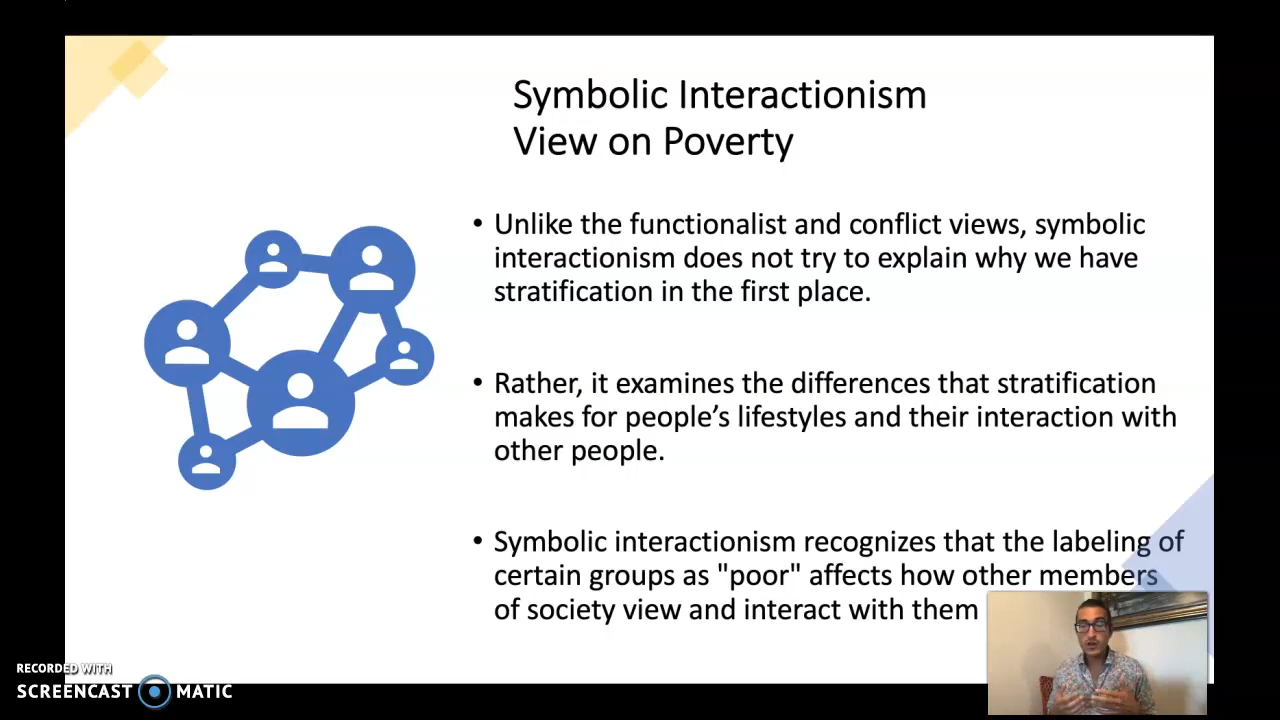 Symbolic Interactionism
View on Poverty
• Unlike the functionalist and conflict views, symbolic
interactionism does not try to explain why we have
stratification in the first place.
• Rather, it examines the differences that stratification
makes for people's lifestyles and their interaction with
other people.
• Symbolic interactionism recognizes that the labeling of
certain groups as "poor" affects how other members
of society view and interact with them
RECORDED WITH
SCREENCAST MATIC